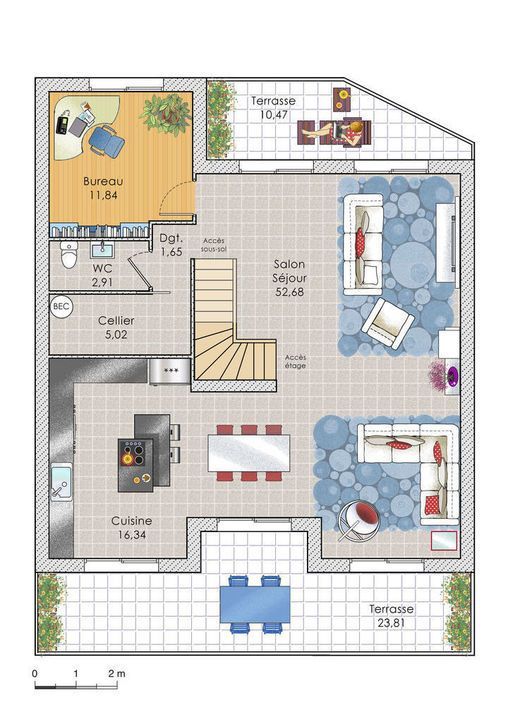 Terrasse
10,47
Bureau
11,84
Dgt.
1,65
Accès
sous-sol
WC
2,91
Salon
Séjour
52,68
BEC
Cellier
5,02
Accès
étage
***
Cuisine
16,34
Terrasse
23,81
0 1 2 m